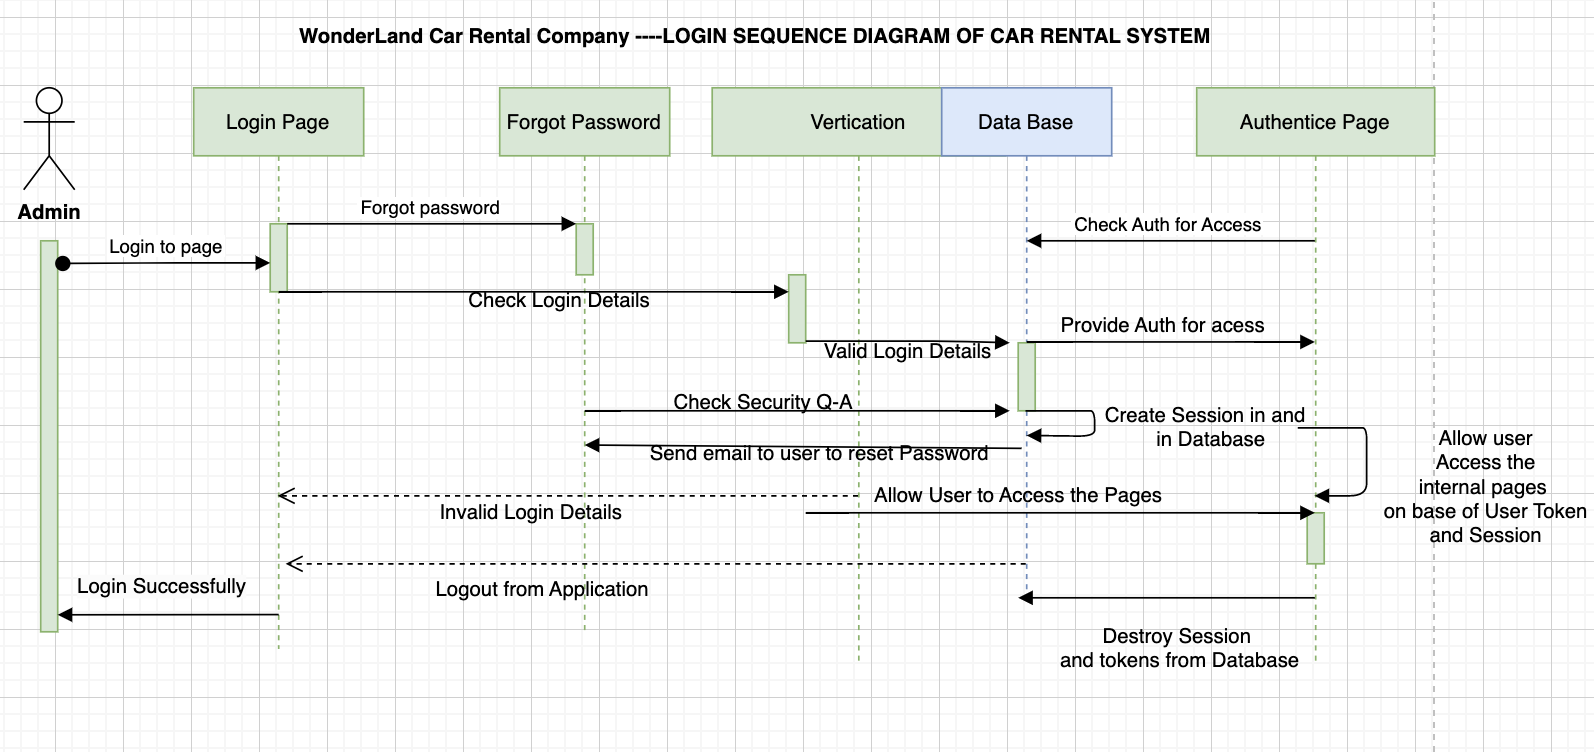 WonderLand Car Rental Company ----LOGIN SEQUENCE DIAGRAM OF CAR RENTAL SYSTEM
Login Page
Forgot Password
Vertication
Data Base
Authentice Page
Admin
Forgot password
Check Auth for Access
Login to page
Check Login Details
Provide Auth for acess
Valid Login Details
Check Security Q-A
Create Session in and
in Database
Send email to user to reset Password
Allow user
Access the
internal pages
on base of User Token
and Session
Allow User to Access the Pages
Invalid Login Details
Login Successfully
Logout from Application
Destroy Session
and tokens from Database